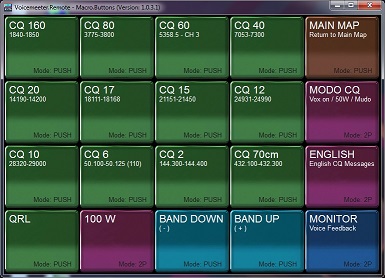 Voicemeeter Remote - Macro.Buttons (Version: 1.0.3.1)
CQ 160
1840-1850
Mode: PUSH
CQ 80
3775-3800
Mode: PUSH
CQ 60
5358.5 - CH 3
Mode: PUSH
CQ 40
7053-7300
Mode: PUSH
MAIN MAP
Return to Main Map
Mode: PUSH
CQ 20
14190-14200
Mode: PUSH
CQ 17
18111-18168
Mode: PUSH
CQ 15
21151-21450
Mode: PUSH
CQ 12
24931-24990
Mode: PUSH
MODO CQ
Vox on / 50W / Mudo
Mode: 2P
CQ 10
28320-29000
Mode: PUSH
CQ 6
50.100-50.125 (110)
Mode: PUSH
CQ 2
144.300-144.400
Mode: PUSH
CQ 70cm
432.100-432.300
Mode: PUSH
ENGLISH
English CQ Messages
Mode: 2P
QRL
Mode: PUSH
100 W
Mode: 2P
BAND DOWN
( - )
Mode: PUSH
BAND UP
( + )
Mode: PUSH
MONITOR
Voice Feedback
Mode: 2P